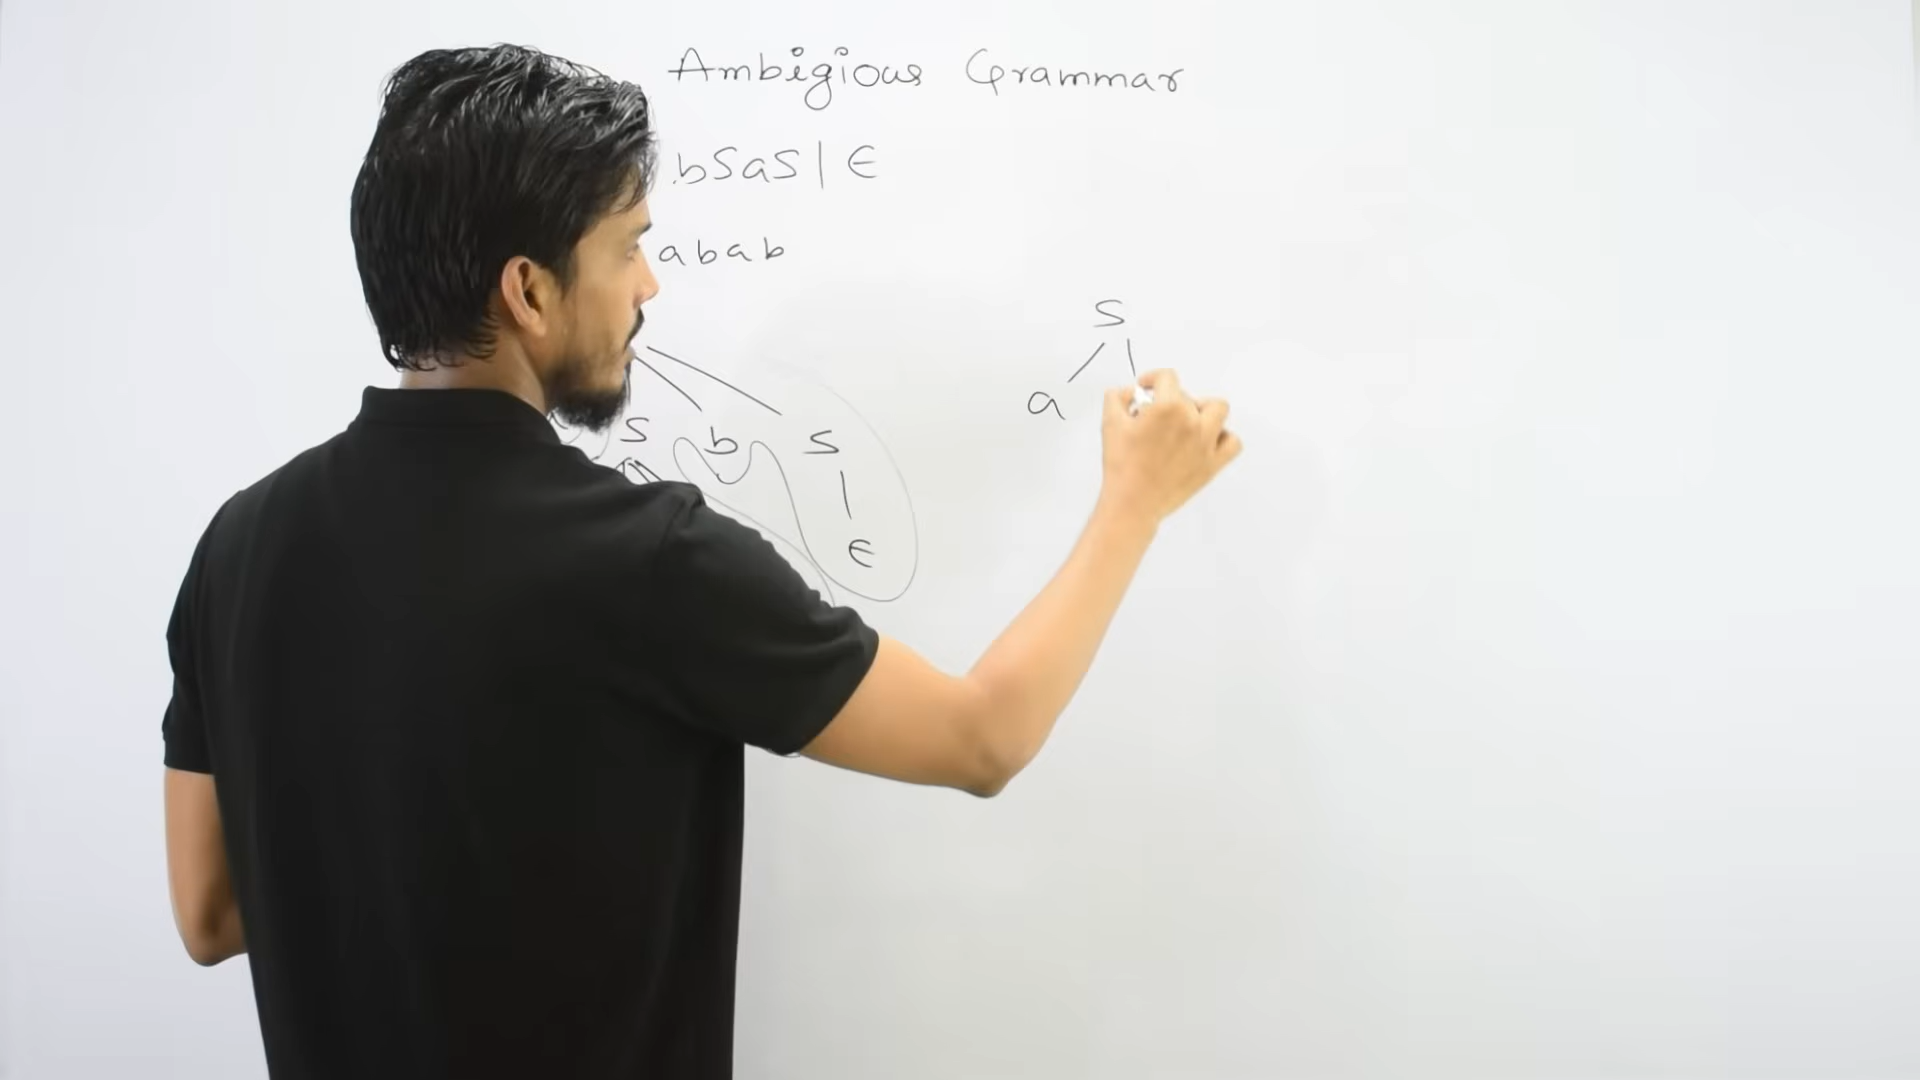 Ambigious Grammar
bSaS | ∈
abab
S
a
S b S
∈